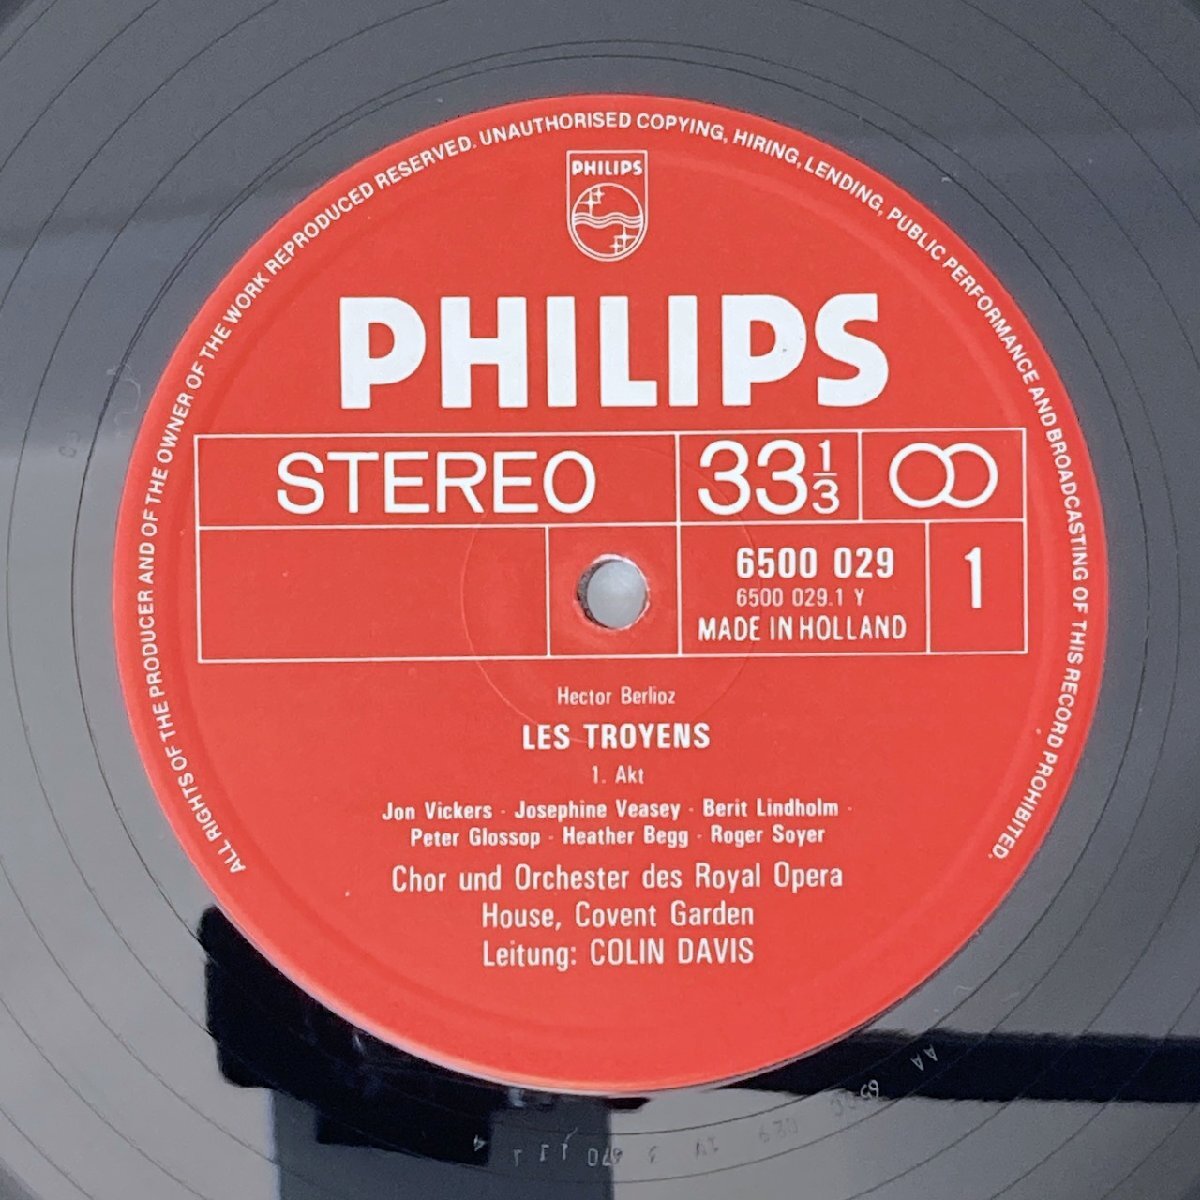 ALL RIGHTS OF THE PRODUCER AND OF THE OWNER OF THE WORK REPRODUCED RESERVED. UNAUTHORISED COPYING, HIRING, LENDING, PUBLIC PERFORMANCE AND BROADCASTING OF THIS RECORD PROHIBITED.
PHILIPS
PHILIPS
STEREO 33 1/3
6500 029 1
6500 029.1 Y
MADE IN HOLLAND
Hector Berlioz
LES TROYENS
1. Akt
Jon Vickers · Josephine Veasey · Berit Lindholm ·
Peter Glossop · Heather Begg · Roger Soyer
Chor und Orchester des Royal Opera
House, Covent Garden
Leitung: COLIN DAVIS
AA